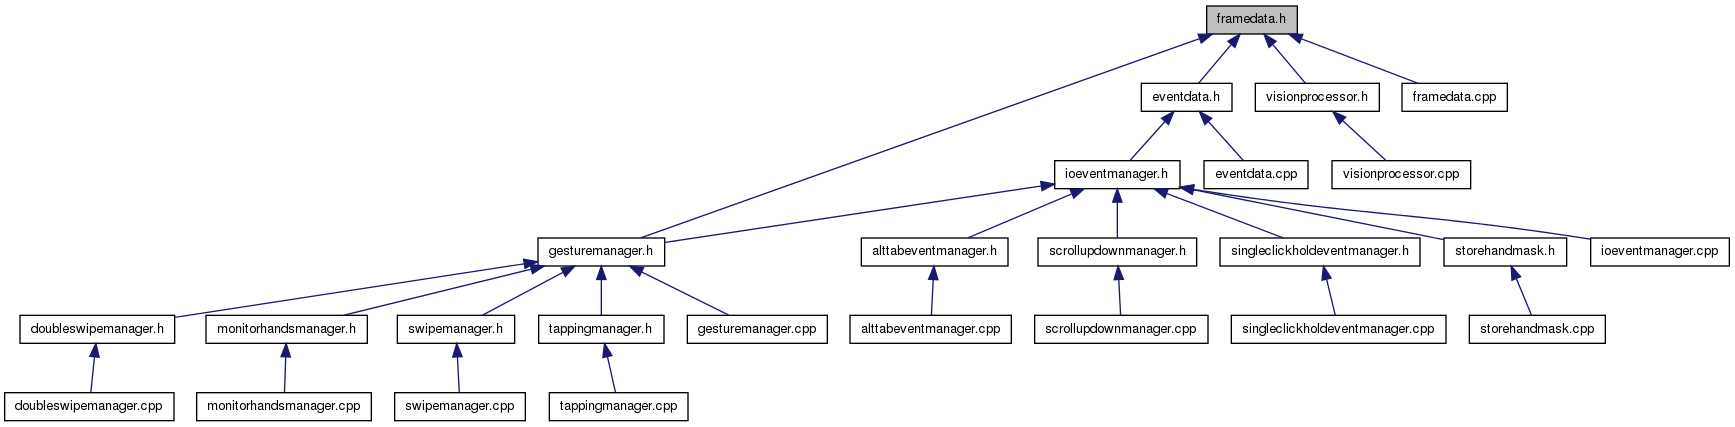 framedata.h
eventdata.h
visionprocessor.h
framedata.cpp
ioeventmanager.h
eventdata.cpp
visionprocessor.cpp
gesturemanager.h
alttabeventmanager.h
scrollupdownmanager.h
singleclickholdeventmanager.h
storehandmask.h
ioeventmanager.cpp
doubleswipemanager.h
monitorhandsmanager.h
swipemanager.h
tappingmanager.h
gesturemanager.cpp
alttabeventmanager.cpp
scrollupdownmanager.cpp
singleclickholdeventmanager.cpp
storehandmask.cpp
doubleswipemanager.cpp
monitorhandsmanager.cpp
swipemanager.cpp
tappingmanager.cpp